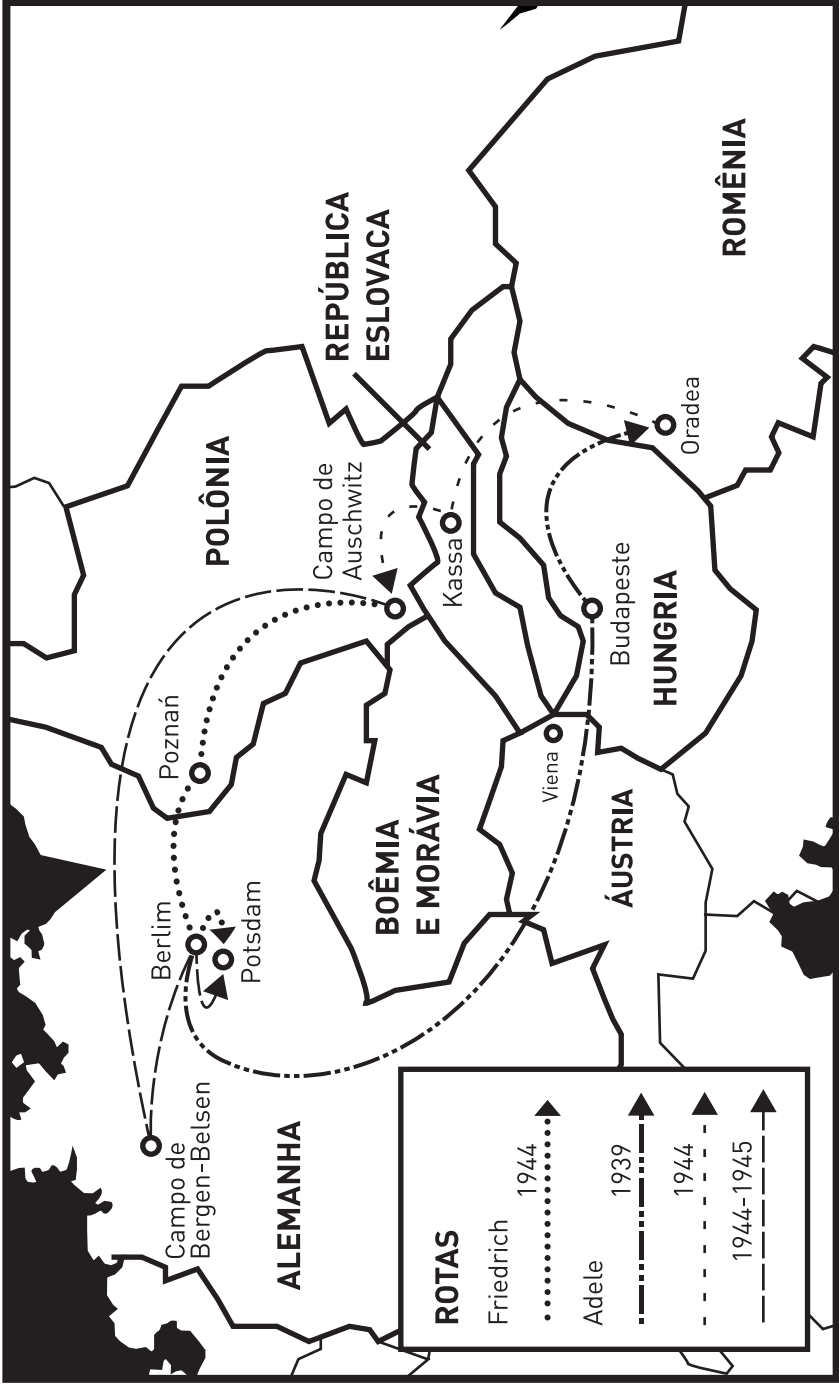 POLÔNIA
REPÚBLICA
ESLOVACA
ROMÊNIA
Campo de
Auschwitz
Oradea
Kassa
Poznań
Budapeste
HUNGRIA
Viena
Berlim
Potsdam
BOÊMIA
E MORÁVIA
ÁUSTRIA
Campo de
Bergen-Belsen
ALEMANHA
ROTAS
Friedrich
1944
Adele
1939
1944
1944-1945